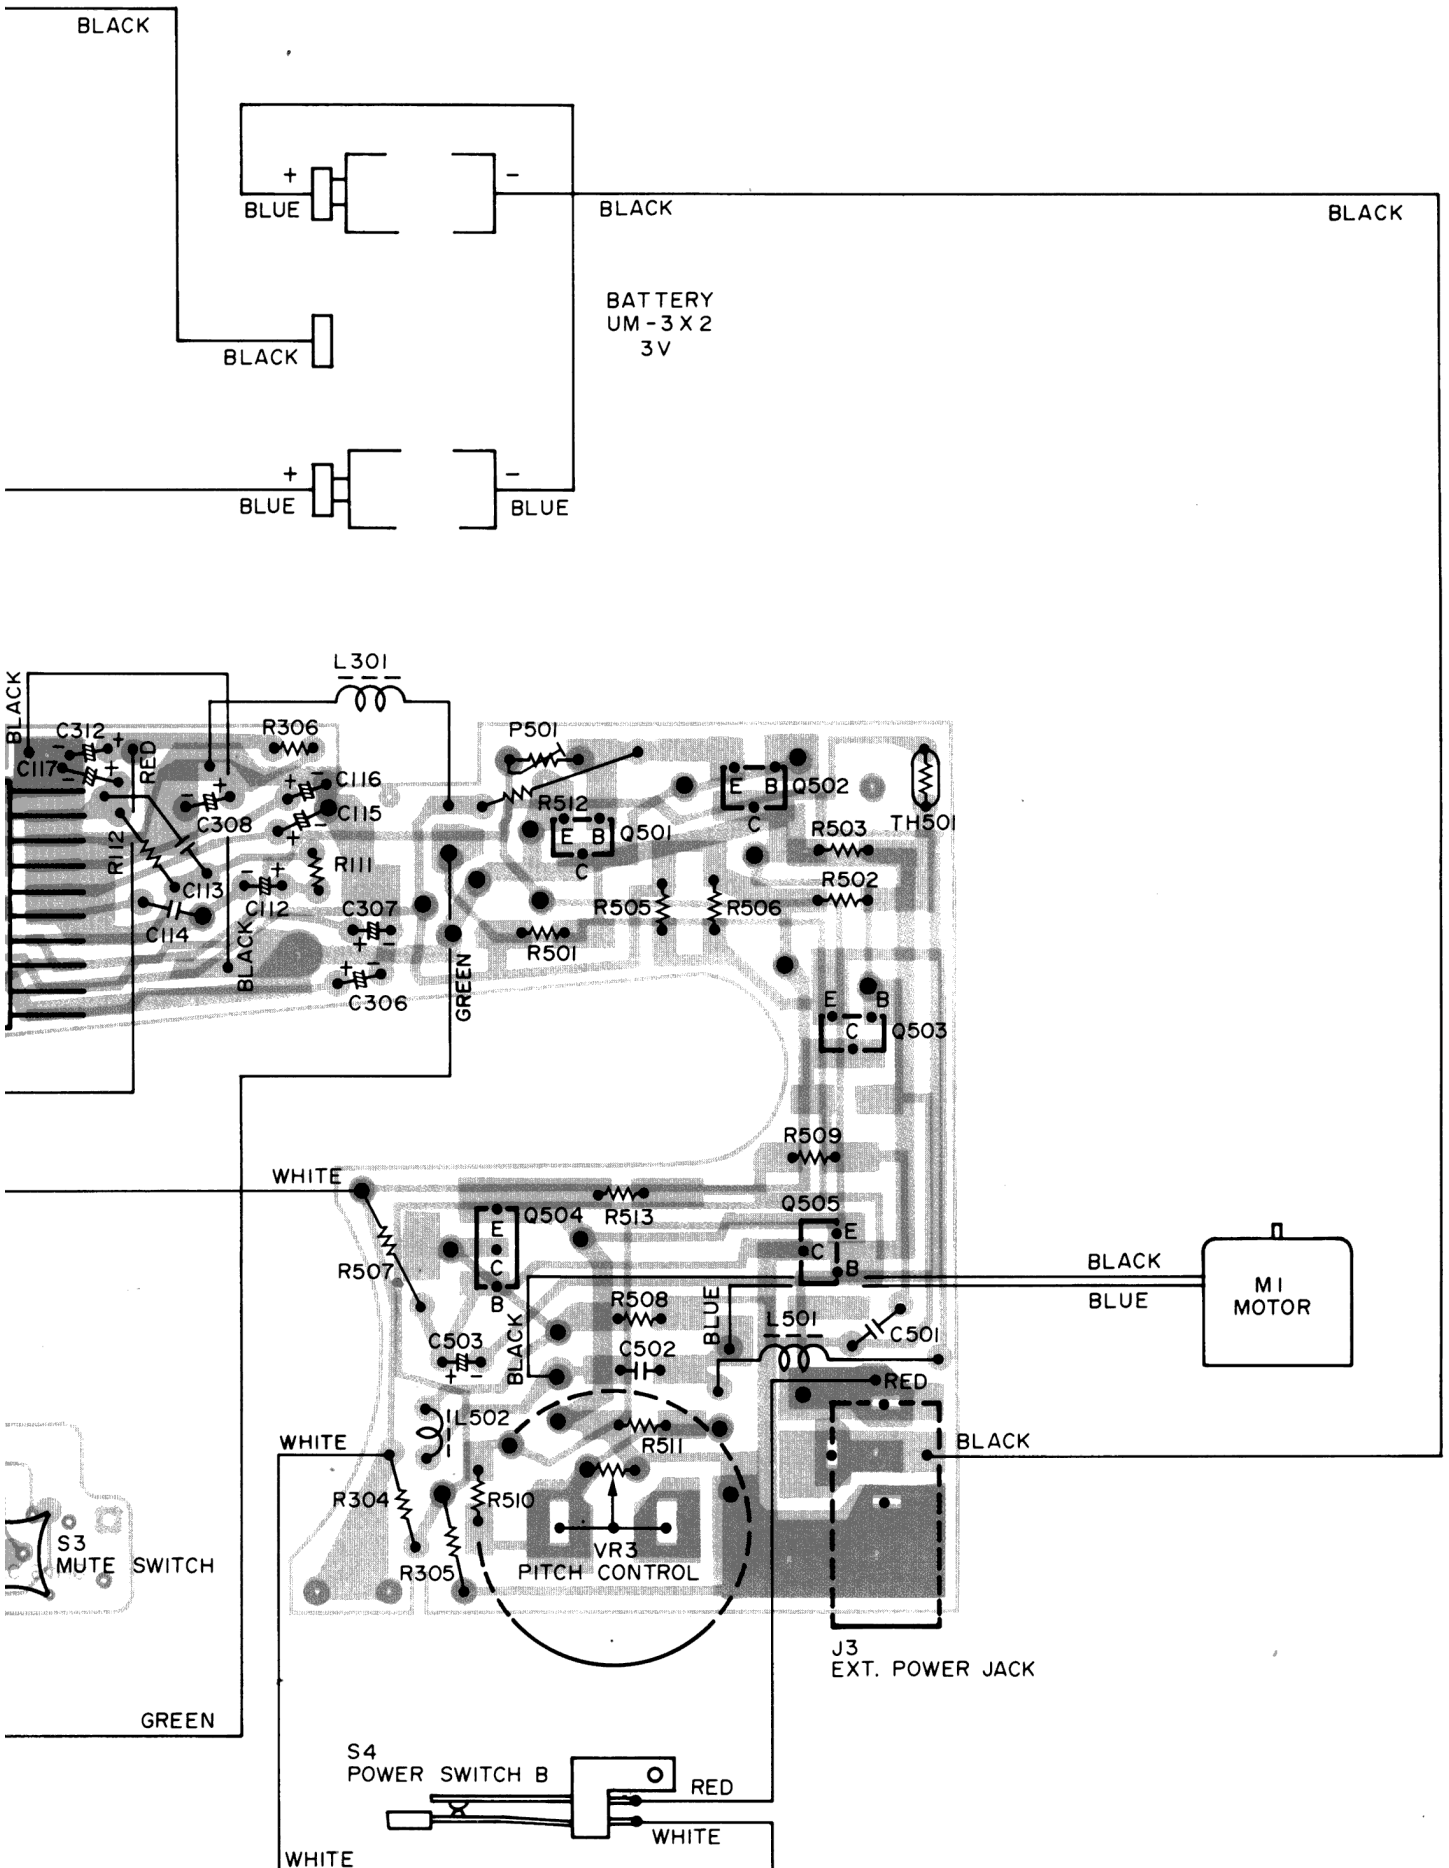 BLACK
+
-
BLUE
BLACK
BLACK
BATTERY
UM-3X2
3V
BLACK
+
-
BLUE
BLUE
L301
BLACK
C312
+
-
RED
R306
P501
C117
+
-
C116
+
-
E B Q502
C
C308
+
-
C115
+
-
R512
TH501
E B Q501
C
R503
R112
R111
C113
R502
C112
-
+
C307
+
-
R505
R506
C114
R501
BLACK
C306
+
-
GREEN
E B
C Q503
R509
WHITE
Q504
R513
Q505
E
C
B
E
C
B
R507
BLACK
BLUE
M1
MOTOR
R508
BLUE
L501
C501
C503
+ -
BLACK
C502
RED
L502
R511
WHITE
BLACK
R304
R510
S3
MUTE SWITCH
R305
VR3
PITCH CONTROL
J3
EXT. POWER JACK
GREEN
S4
POWER SWITCH B
RED
WHITE
WHITE